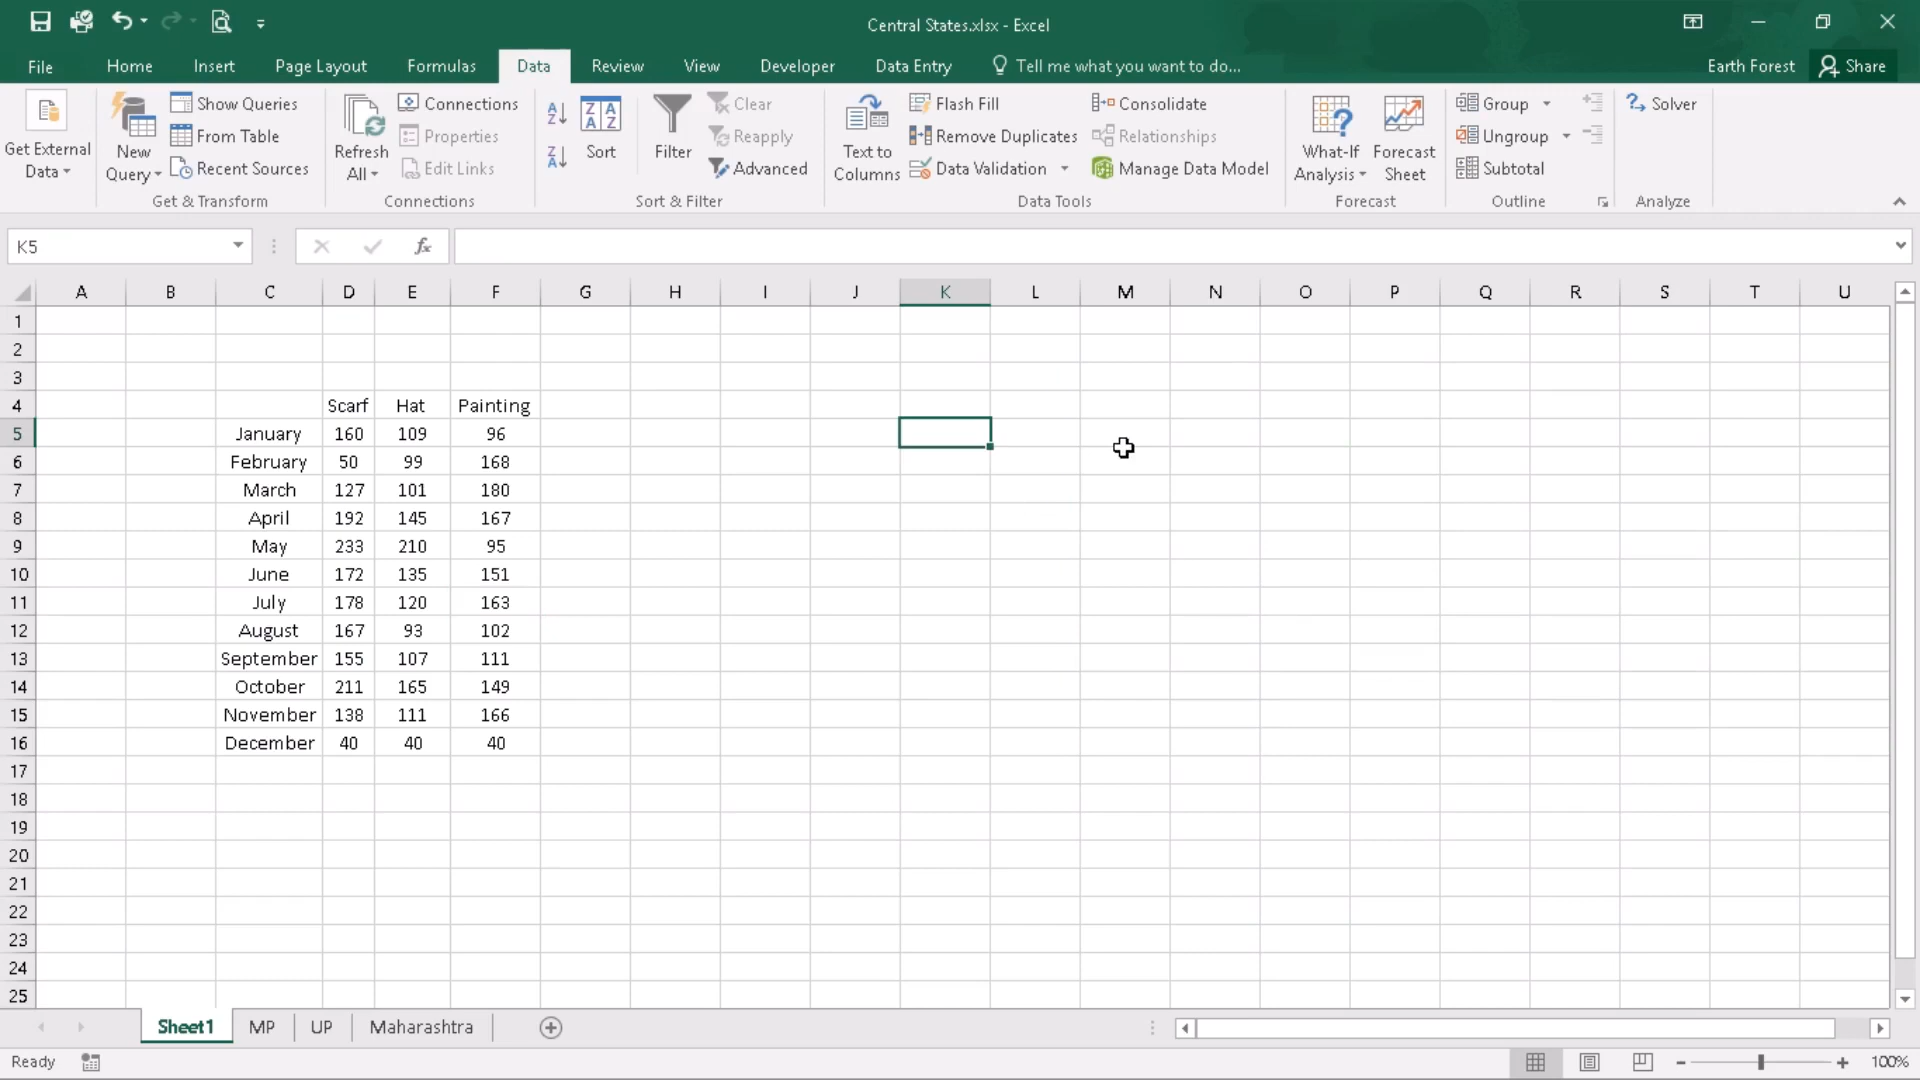 Central States.xlsx - Excel
File Home Insert Page Layout Formulas Data Review View Developer Data Entry Tell me what you want to do... Earth Forest Share
Get External Data
New Query
Show Queries
From Table
Recent Sources
Get & Transform
Refresh All
Connections
Properties
Edit Links
Connections
Sort
Filter
Clear
Reapply
Advanced
Sort & Filter
Text to Columns
Flash Fill
Remove Duplicates
Data Validation
Consolidate
Relationships
Manage Data Model
Data Tools
What-If Analysis
Forecast Sheet
Forecast
Group
Ungroup
Subtotal
Outline
Solver
Analyze
K5 fx
A B C D E F G H I J K L M N O P Q R S T U
1
2
3
4 Scarf Hat Painting
5 January 160 109 96
6 February 50 99 168
7 March 127 101 180
8 April 192 145 167
9 May 233 210 95
10 June 172 135 151
11 July 178 120 163
12 August 167 93 102
13 September 155 107 111
14 October 211 165 149
15 November 138 111 166
16 December 40 40 40
17
18
19
20
21
22
23
24
25
Sheet1 MP UP Maharashtra
Ready 100%